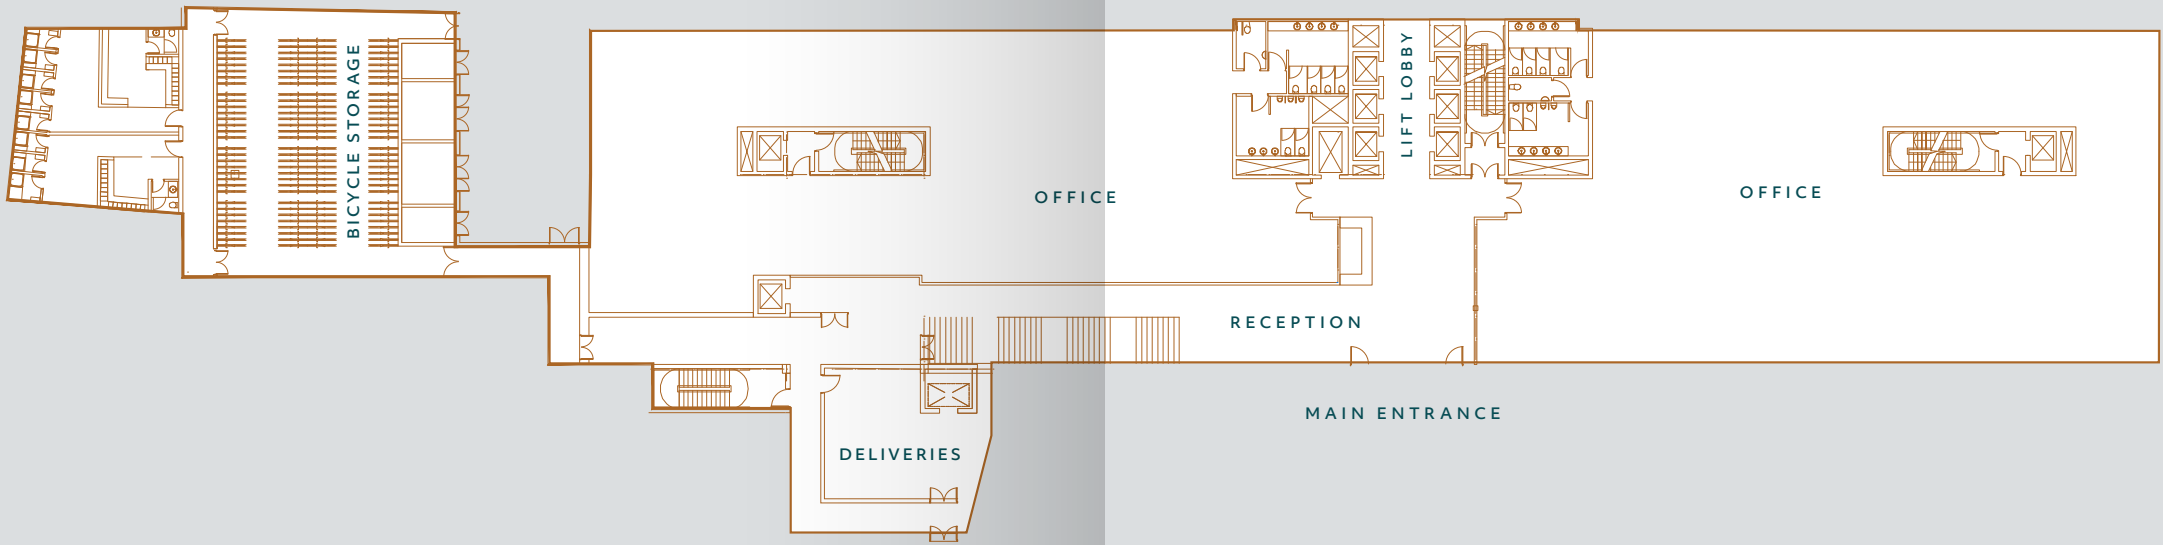 BICYCLE STORAGE
OFFICE
LIFT LOBBY
OFFICE
RECEPTION
MAIN ENTRANCE
DELIVERIES